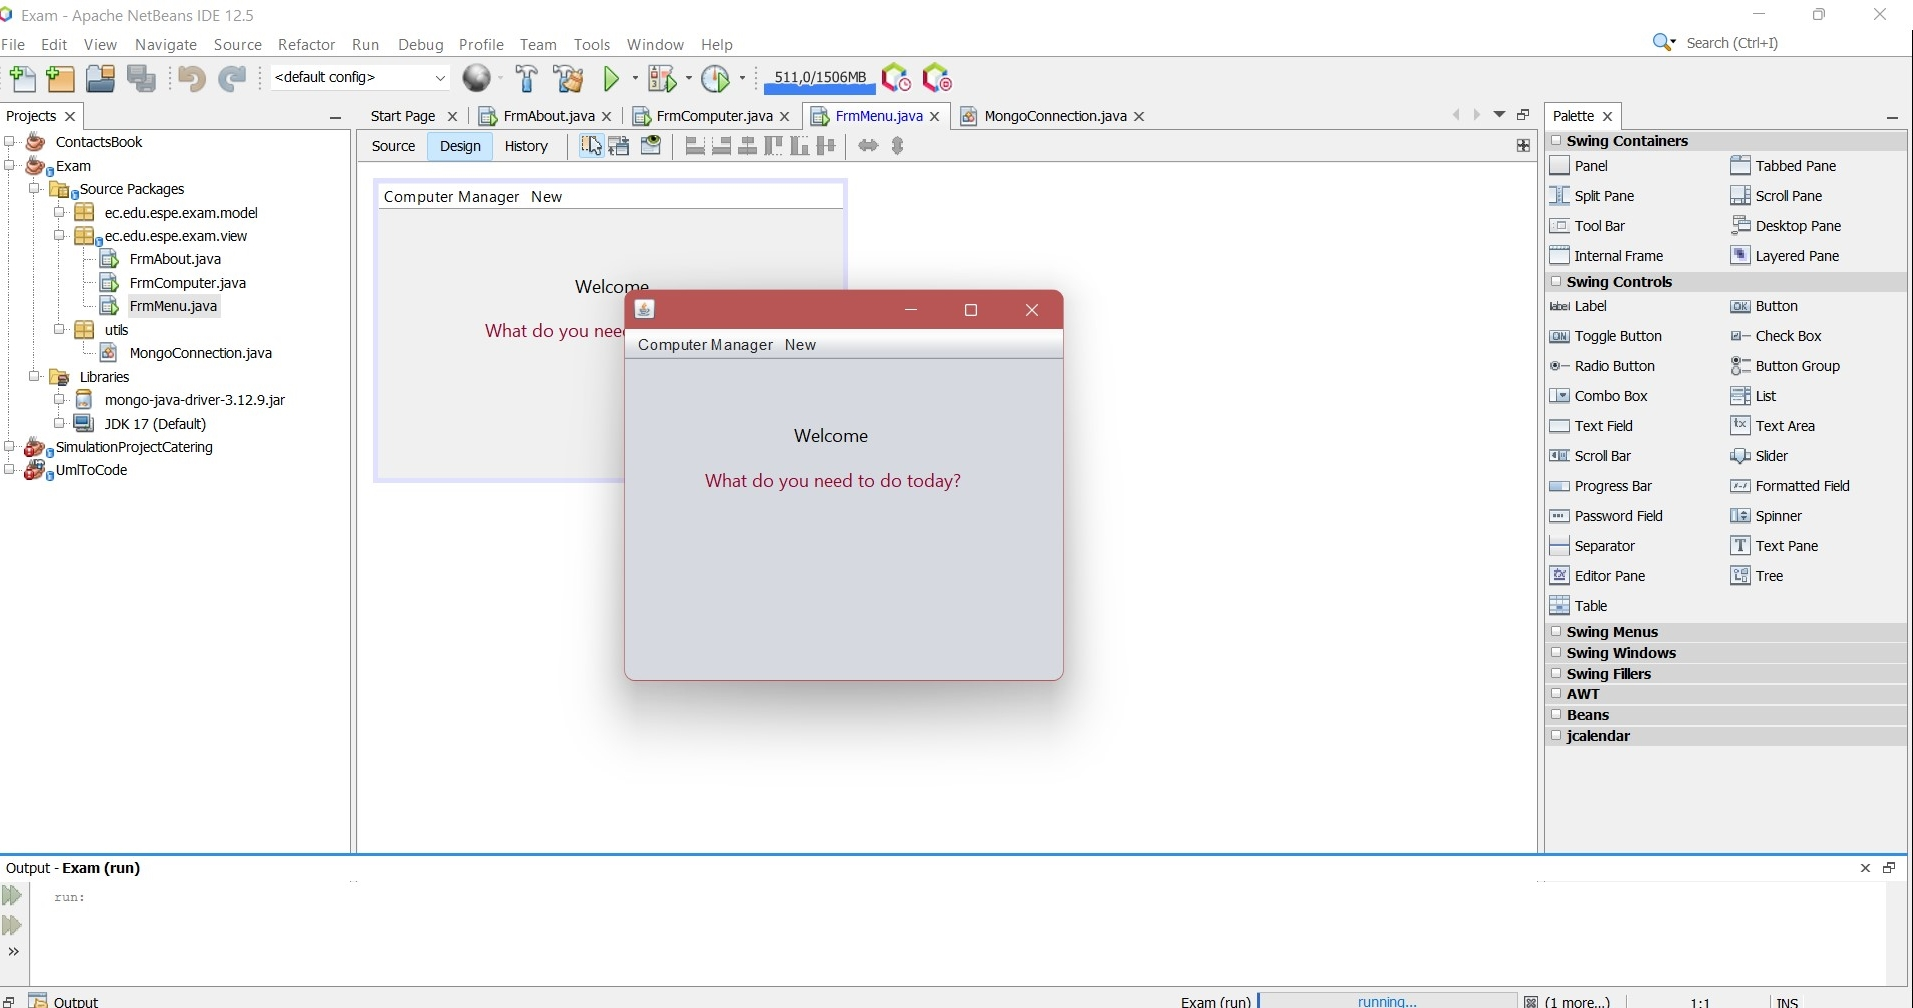 Exam - Apache NetBeans IDE 12.5
File Edit View Navigate Source Refactor Run Debug Profile Team Tools Window Help
Search (Ctrl+I)
<default config>
511,0/1506MB
Projects
ContactsBook
Exam
Source Packages
ec.edu.espe.exam.model
ec.edu.espe.exam.view
FrmAbout.java
FrmComputer.java
FrmMenu.java
utils
MongoConnection.java
Libraries
mongo-java-driver-3.12.9.jar
JDK 17 (Default)
SimulationProjectCatering
UmlToCode
Start Page FrmAbout.java FrmComputer.java FrmMenu.java MongoConnection.java
Source Design History
Computer Manager New
Welcome
What do you need
Computer Manager New
Welcome
What do you need to do today?
Palette
Swing Containers
Panel Tabbed Pane
Split Pane Scroll Pane
Tool Bar Desktop Pane
Internal Frame Layered Pane
Swing Controls
label Label OK Button
ON Toggle Button Check Box
Radio Button Button Group
Combo Box List
Text Field Text Area
Scroll Bar Slider
Progress Bar Formatted Field
Password Field Spinner
Separator Text Pane
Editor Pane Tree
Table
Swing Menus
Swing Windows
Swing Fillers
AWT
Beans
jcalendar
Output - Exam (run)
run:
Output
Exam (run) running... (1 more...) 1:1 INS